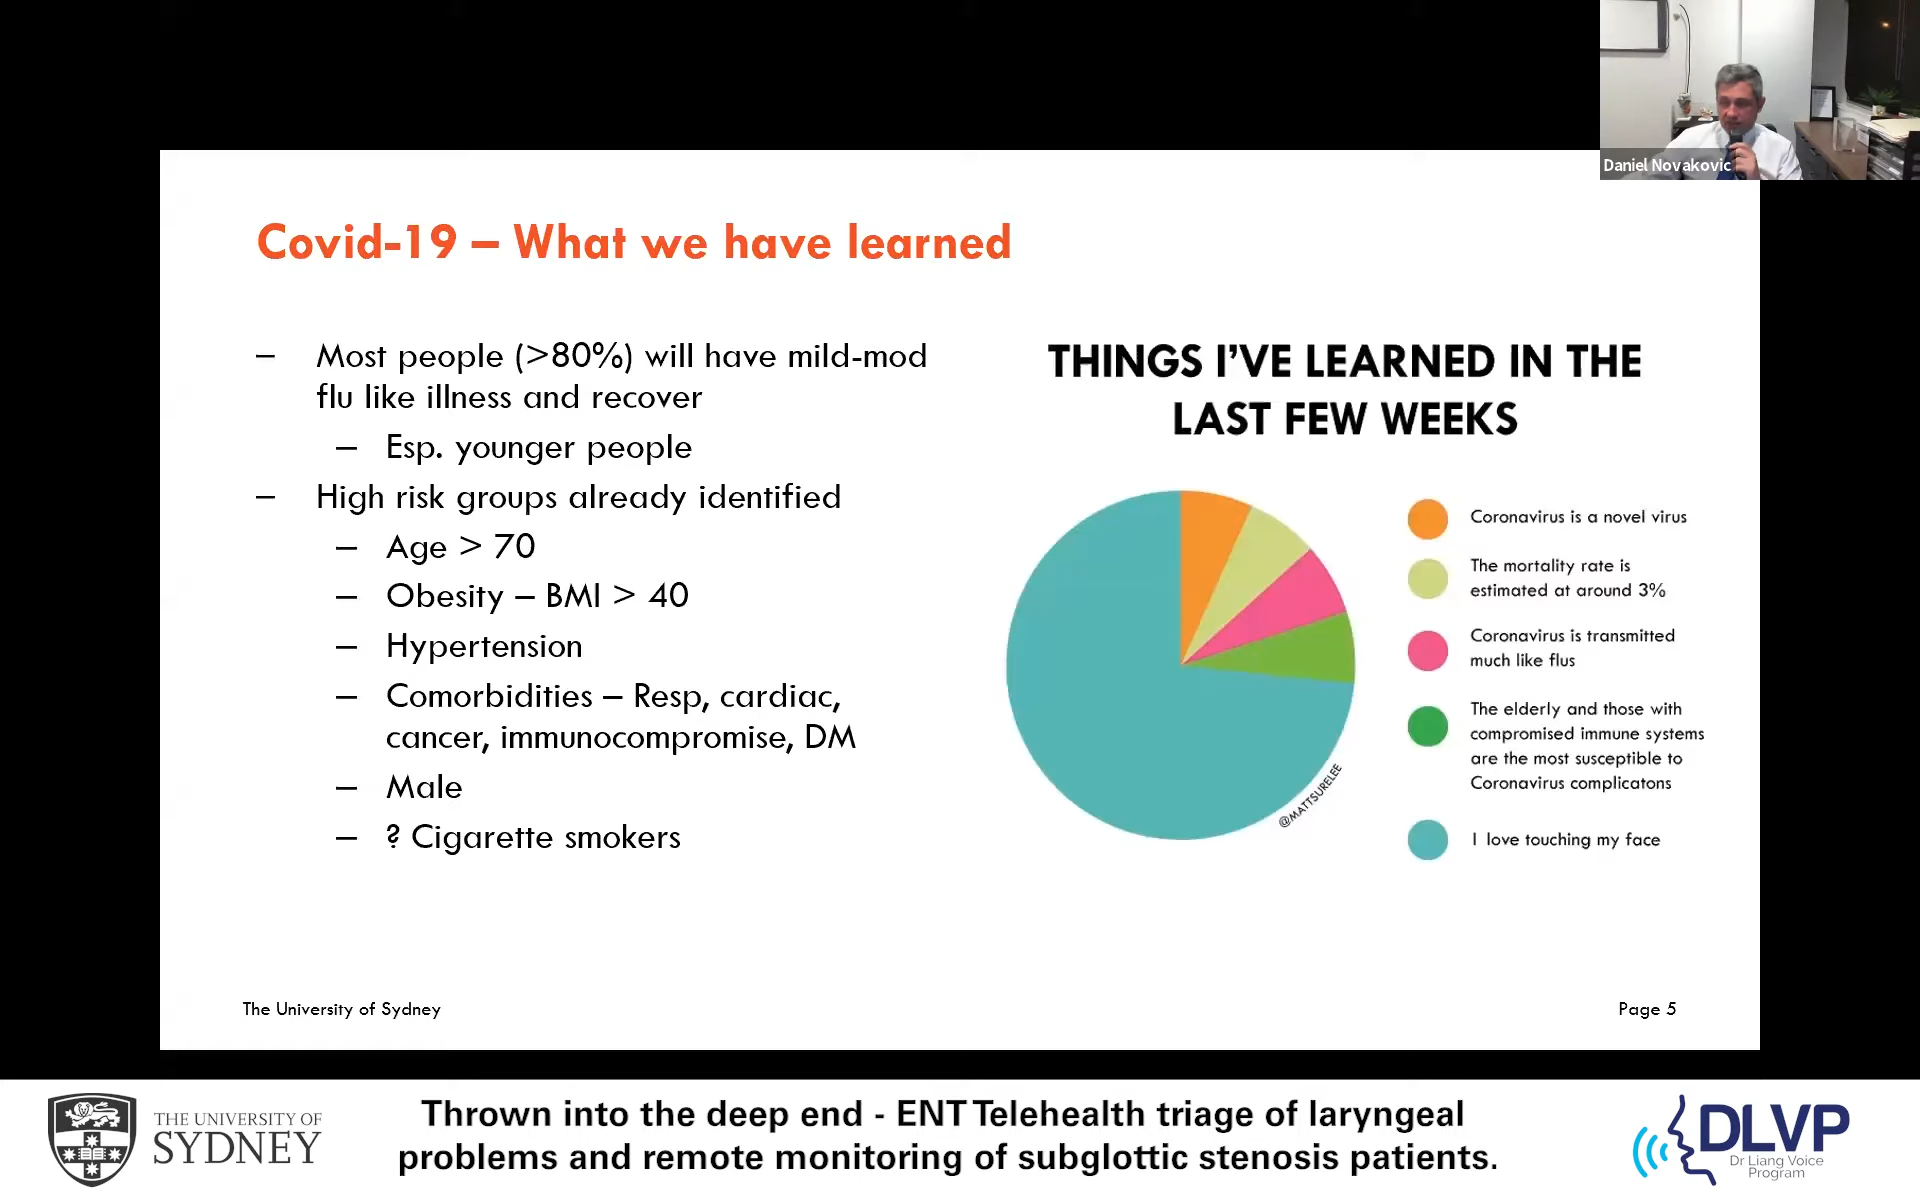 Daniel Novakovic
Covid-19 – What we have learned
– Most people (>80%) will have mild-mod
flu like illness and recover
– Esp. younger people
– High risk groups already identified
– Age > 70
– Obesity – BMI > 40
– Hypertension
– Comorbidities – Resp, cardiac,
cancer, immunocompromise, DM
– Male
– ? Cigarette smokers
THINGS I'VE LEARNED IN THE
LAST FEW WEEKS
Coronavirus is a novel virus
The mortality rate is
estimated at around 3%
Coronavirus is transmitted
much like flus
The elderly and those with
compromised immune systems
are the most susceptible to
Coronavirus complicatons
I love touching my face
@MATTSURELEE
The University of Sydney
Page 5
THE UNIVERSITY OF
SYDNEY
Thrown into the deep end - ENT Telehealth triage of laryngeal
problems and remote monitoring of subglottic stenosis patients.
DLVP
Dr Liang Voice
Program